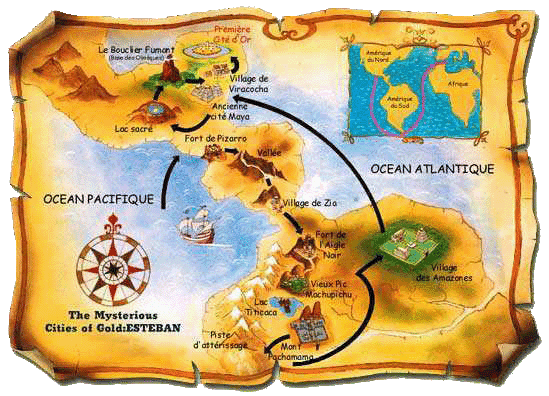 Première
Cité d'Or
Le Bouclier Fumant
(Base des Olmèques)
Village de
Viracocha
Ancienne
cité Maya
Lac sacré
Fort de Pizarro
Vallée
OCEAN PACIFIQUE
OCEAN ATLANTIQUE
Amérique
du Nord
Afrique
Amérique
du Sud
Village de Zia
Fort de
l'Aigle
Noir
Village
des Amazones
Vieux Pic
Machupichu
Lac
Titicaca
The Mysterious
Cities of Gold:ESTEBAN
Piste
d'attérissage
Mont
Pachamama